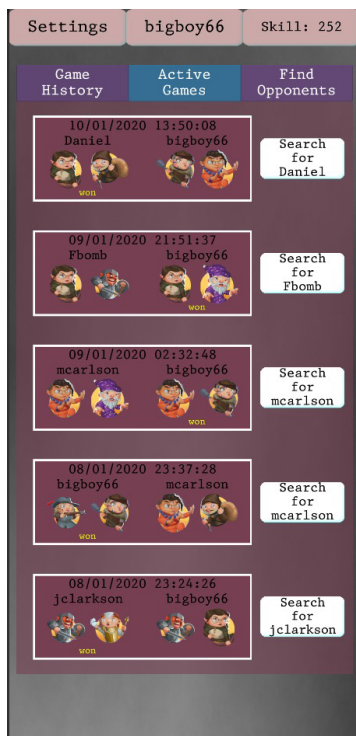 Settings
bigboy66
Skill: 252
Game
History
Active
Games
Find
Opponents
10/01/2020 13:50:08
Daniel
bigboy66
won
Search
for
Daniel
09/01/2020 21:51:37
Fbomb
bigboy66
won
Search
for
Fbomb
09/01/2020 02:32:48
mcarlson
bigboy66
won
Search
for
mcarlson
08/01/2020 23:37:28
bigboy66
mcarlson
won
Search
for
mcarlson
08/01/2020 23:24:26
jclarkson
bigboy66
won
Search
for
jclarkson